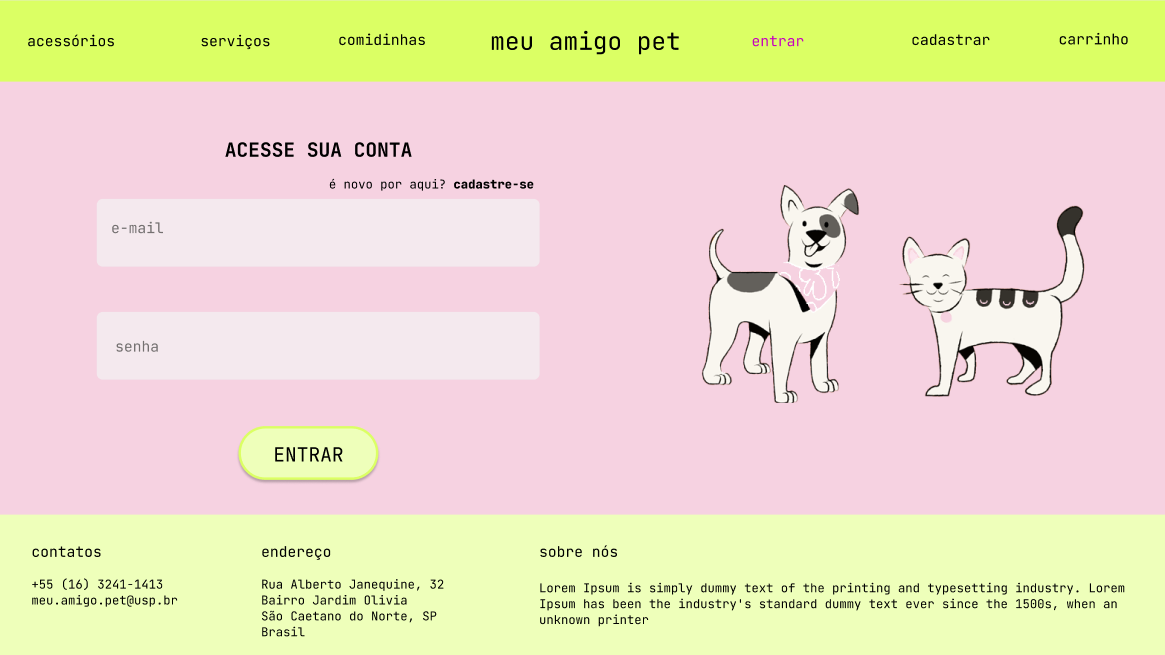 acessórios serviços comidinhas meu amigo pet entrar cadastrar carrinho
ACESSE SUA CONTA
é novo por aqui? cadastre-se
e-mail
senha
ENTRAR
contatos
+55 (16) 3241-1413
meu.amigo.pet@usp.br
endereço
Rua Alberto Janequine, 32
Bairro Jardim Olivia
São Caetano do Norte, SP
Brasil
sobre nós
Lorem Ipsum is simply dummy text of the printing and typesetting industry. Lorem
Ipsum has been the industry's standard dummy text ever since the 1500s, when an
unknown printer